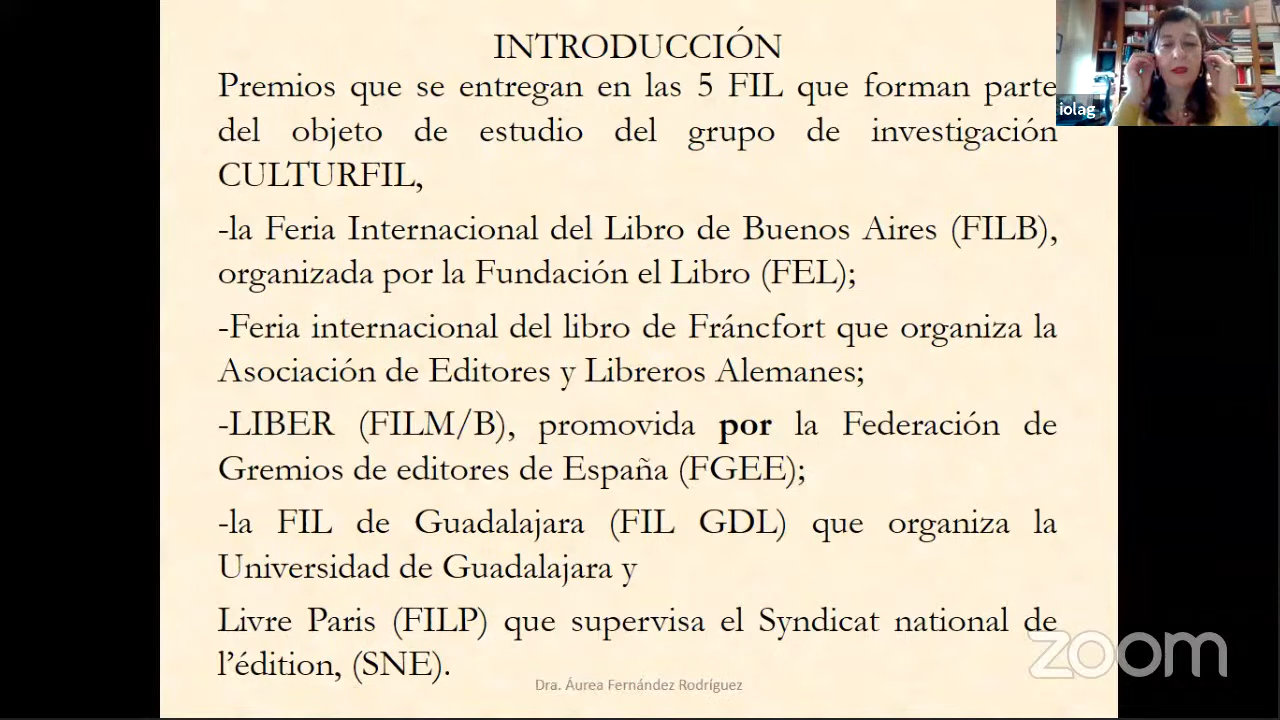 INTRODUCCIÓN
Premios que se entregan en las 5 FIL que forman parte
del objeto de estudio del grupo de investigación
CULTURFIL,
-la Feria Internacional del Libro de Buenos Aires (FILB),
organizada por la Fundación el Libro (FEL);
-Feria internacional del libro de Fráncfort que organiza la
Asociación de Editores y Libreros Alemanes;
-LIBER (FILM/B), promovida por la Federación de
Gremios de editores de España (FGEE);
-la FIL de Guadalajara (FIL GDL) que organiza la
Universidad de Guadalajara y
Livre Paris (FILP) que supervisa el Syndicat national de
l'édition, (SNE).
Dra. Áurea Fernández Rodríguez
iolag
zoom